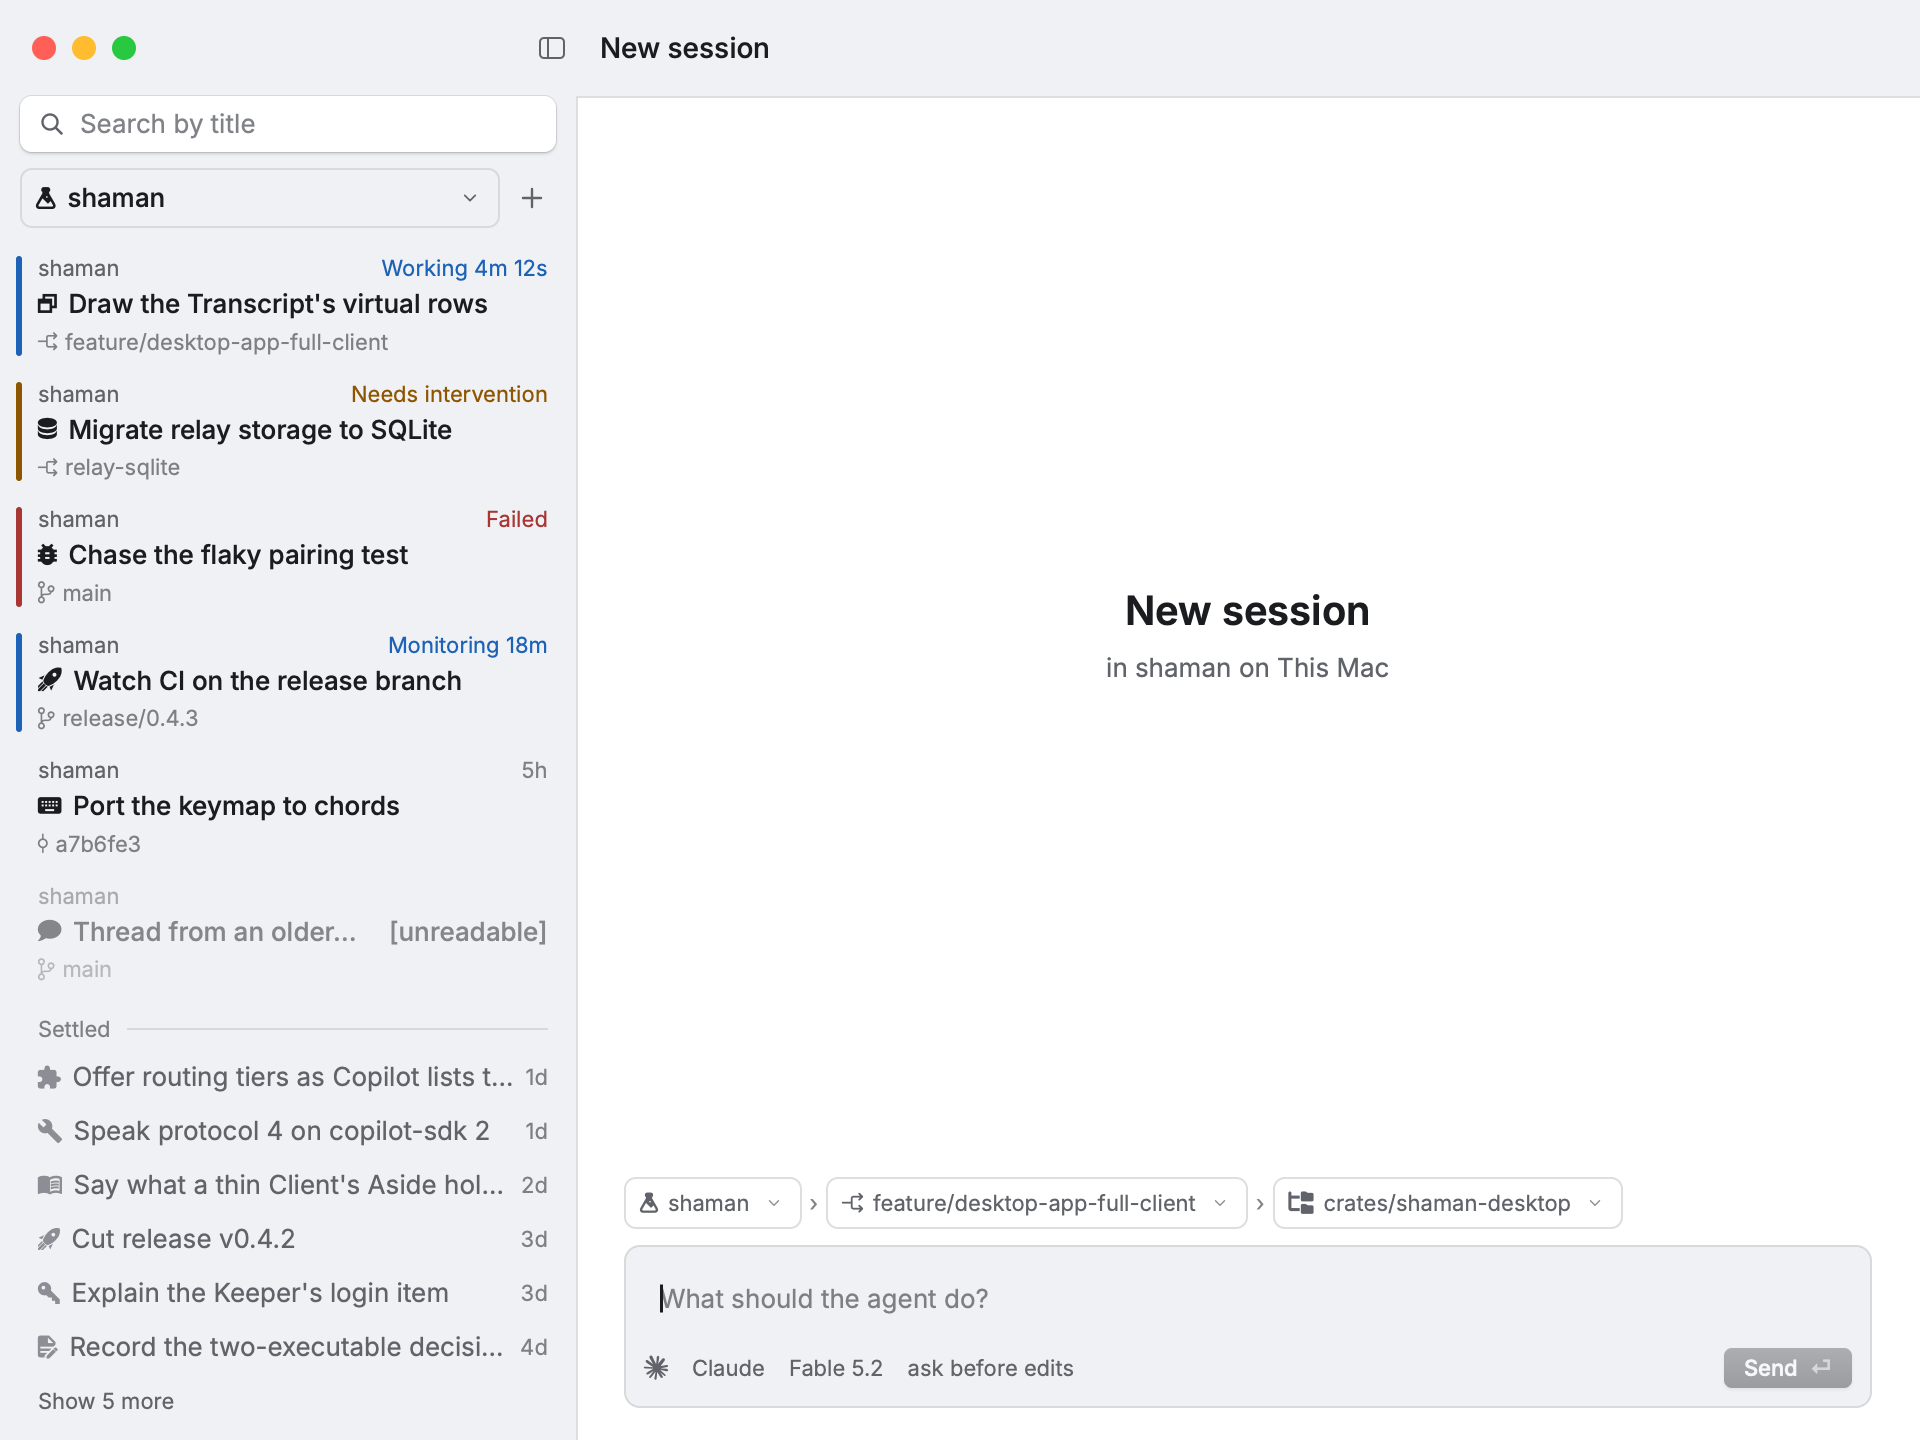 New session
Search by title
shaman
shaman Working 4m 12s
Draw the Transcript's virtual rows
feature/desktop-app-full-client
shaman Needs intervention
Migrate relay storage to SQLite
relay-sqlite
shaman Failed
Chase the flaky pairing test
main
shaman Monitoring 18m
Watch CI on the release branch
release/0.4.3
shaman 5h
Port the keymap to chords
a7b6fe3
shaman
Thread from an older... [unreadable]
main
Settled
Offer routing tiers as Copilot lists t... 1d
Speak protocol 4 on copilot-sdk 2 1d
Say what a thin Client's Aside hol... 2d
Cut release v0.4.2 3d
Explain the Keeper's login item 3d
Record the two-executable decisi... 4d
Show 5 more
New session
in shaman on This Mac
shaman › feature/desktop-app-full-client › crates/shaman-desktop
What should the agent do?
Claude Fable 5.2 ask before edits Send